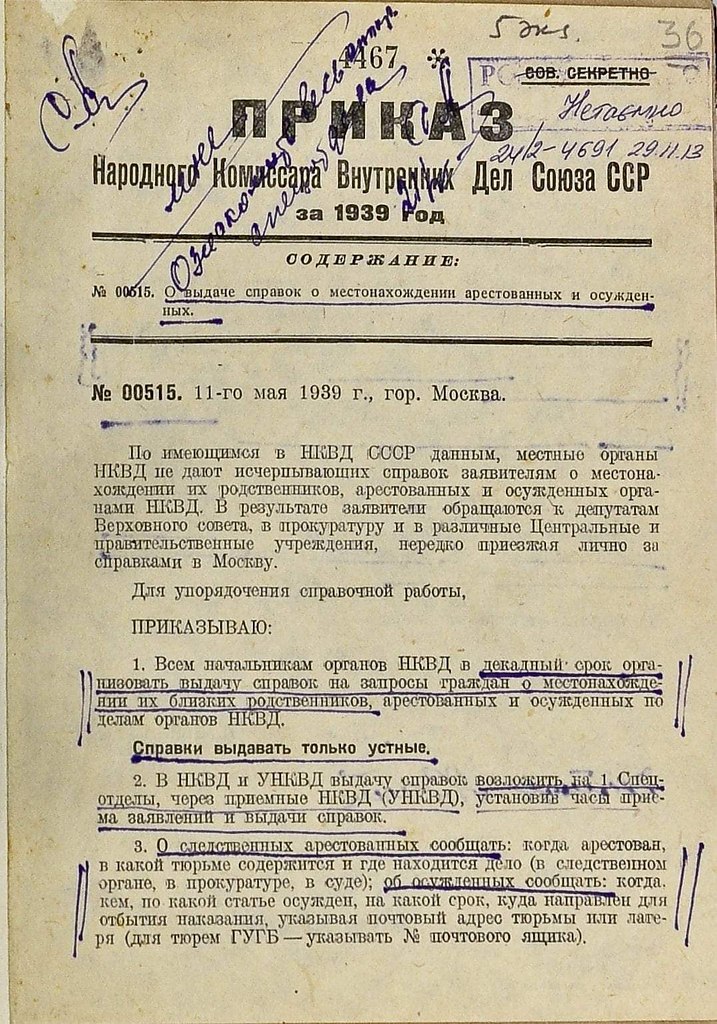 5 экз.
36
4467 *
СОВ. СЕКРЕТНО
ПРИКАЗ
24/2-4691 29.11.13
Народного Комиссара Внутренних Дел Союза ССР
за 1939 год
СОДЕРЖАНИЕ:
№ 00515. О выдаче справок о местонахождении арестованных и осужден-
ных.
№ 00515. 11-го мая 1939 г., гор. Москва.
По имеющимся в НКВД СССР данным, местные органы
НКВД не дают исчерпывающих справок заявителям о местона-
хождении их родственников, арестованных и осужденных орга-
нами НКВД. В результате заявители обращаются к депутатам
Верховного совета, в прокуратуру и в различные Центральные и
правительственные учреждения, нередко приезжая лично за
справками в Москву.
Для упорядочения справочной работы,
ПРИКАЗЫВАЮ:
1. Всем начальникам органов НКВД в декадный срок орга-
низовать выдачу справок на запросы граждан о местонахожде-
нии их близких родственников, арестованных и осужденных по
делам органов НКВД.
Справки выдавать только устные.
2. В НКВД и УНКВД выдачу справок возложить на 1 Спец-
отделы, через приемные НКВД (УНКВД), установив часы прие-
ма заявлений и выдачи справок.
3. О следственных арестованных сообщать: когда арестован,
в какой тюрьме содержится и где находится дело (в следственном
органе, в прокуратуре, в суде); об осужденных сообщать: когда,
кем, по какой статье осужден, на какой срок, куда направлен для
отбытия наказания, указывая почтовый адрес тюрьмы или лаге-
ря (для тюрем ГУГБ — указывать № почтового ящика).